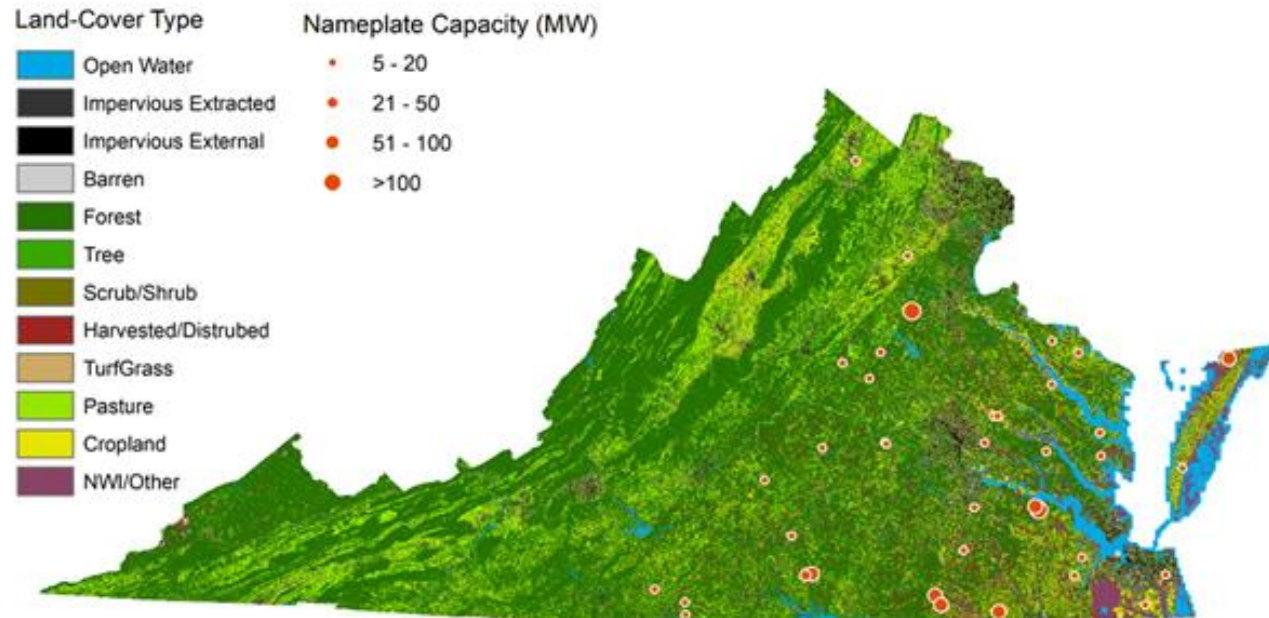 Land-Cover Type
Open Water
Impervious Extracted
Impervious External
Barren
Forest
Tree
Scrub/Shrub
Harvested/Distrubed
TurfGrass
Pasture
Cropland
NWI/Other
Nameplate Capacity (MW)
5 - 20
21 - 50
51 - 100
>100